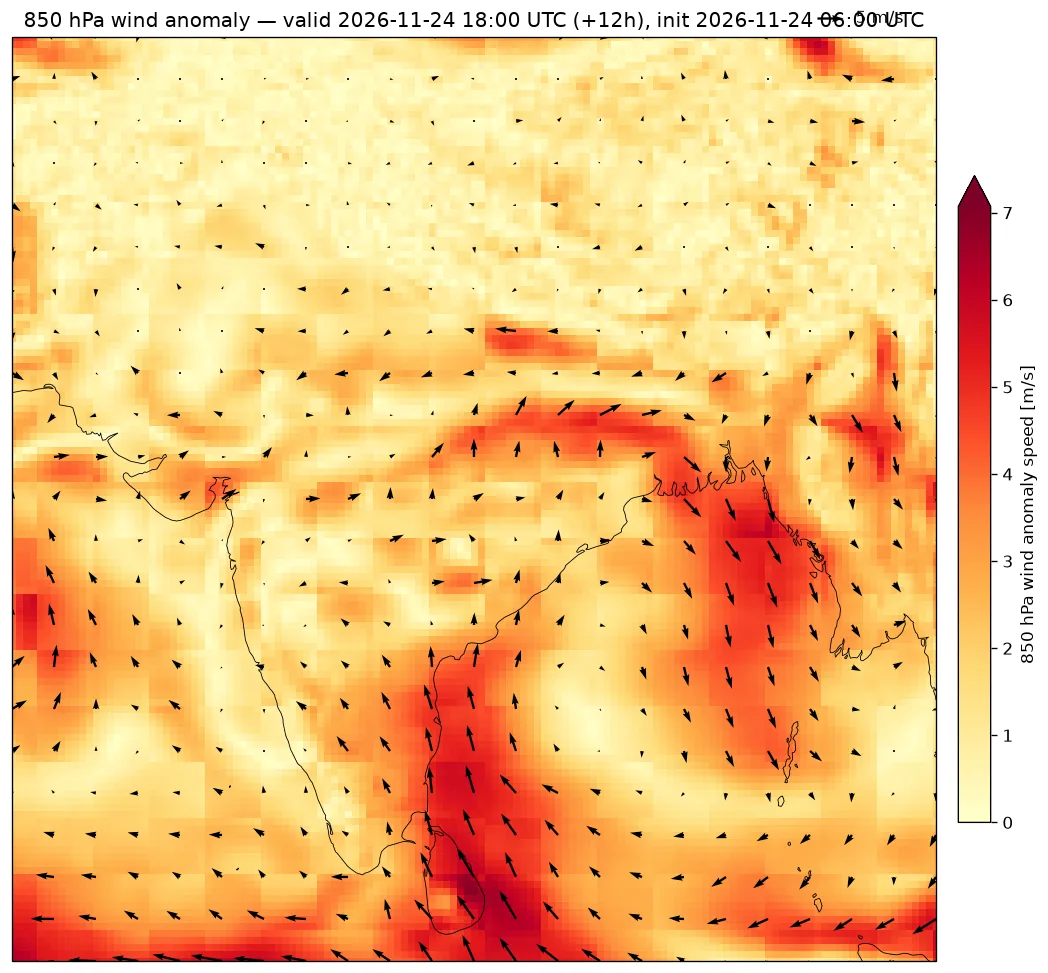 850 hPa wind anomaly — valid 2026-11-24 18:00 UTC (+12h), init 2026-11-24 06:00 UTC
5 m/s
7
6
5
4
3
2
1
0
850 hPa wind anomaly speed [m/s]